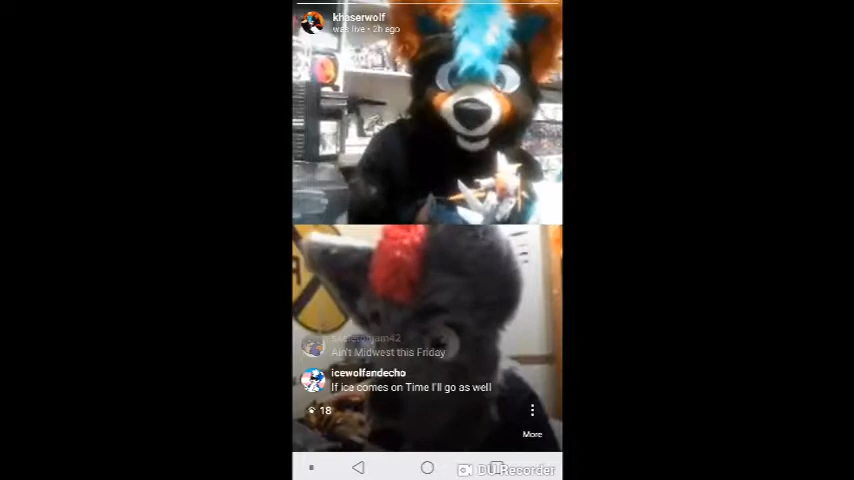 khaserwolf
was live • 2h ago
Ain't Midwest this Friday
icewolfandecho
If ice comes on Time I'll go as well
18
More
DU Recorder